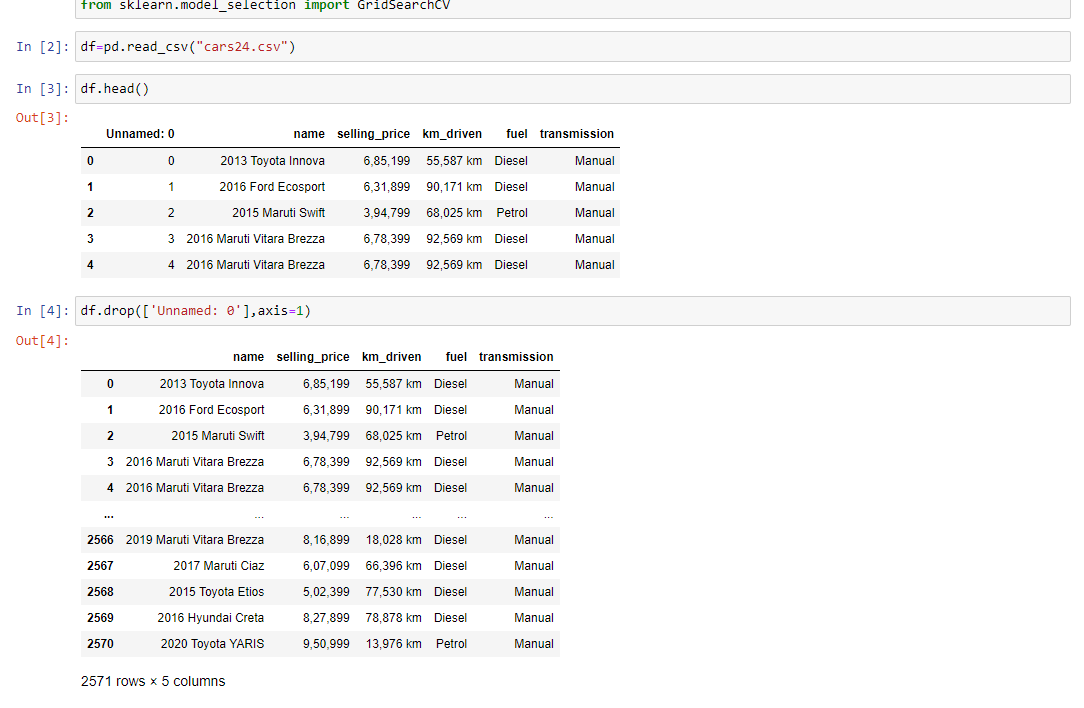 from sklearn.model_selection import GridSearchCV
In [2]: df=pd.read_csv("cars24.csv")
In [3]: df.head()
Out[3]:
Unnamed: 0 name selling_price km_driven fuel transmission
0 0 2013 Toyota Innova 6,85,199 55,587 km Diesel Manual
1 1 2016 Ford Ecosport 6,31,899 90,171 km Diesel Manual
2 2 2015 Maruti Swift 3,94,799 68,025 km Petrol Manual
3 3 2016 Maruti Vitara Brezza 6,78,399 92,569 km Diesel Manual
4 4 2016 Maruti Vitara Brezza 6,78,399 92,569 km Diesel Manual
In [4]: df.drop(['Unnamed: 0'],axis=1)
Out[4]:
name selling_price km_driven fuel transmission
0 2013 Toyota Innova 6,85,199 55,587 km Diesel Manual
1 2016 Ford Ecosport 6,31,899 90,171 km Diesel Manual
2 2015 Maruti Swift 3,94,799 68,025 km Petrol Manual
3 2016 Maruti Vitara Brezza 6,78,399 92,569 km Diesel Manual
4 2016 Maruti Vitara Brezza 6,78,399 92,569 km Diesel Manual
... ... ... ... ... ...
2566 2019 Maruti Vitara Brezza 8,16,899 18,028 km Diesel Manual
2567 2017 Maruti Ciaz 6,07,099 66,396 km Diesel Manual
2568 2015 Toyota Etios 5,02,399 77,530 km Diesel Manual
2569 2016 Hyundai Creta 8,27,899 78,878 km Diesel Manual
2570 2020 Toyota YARIS 9,50,999 13,976 km Petrol Manual
2571 rows × 5 columns